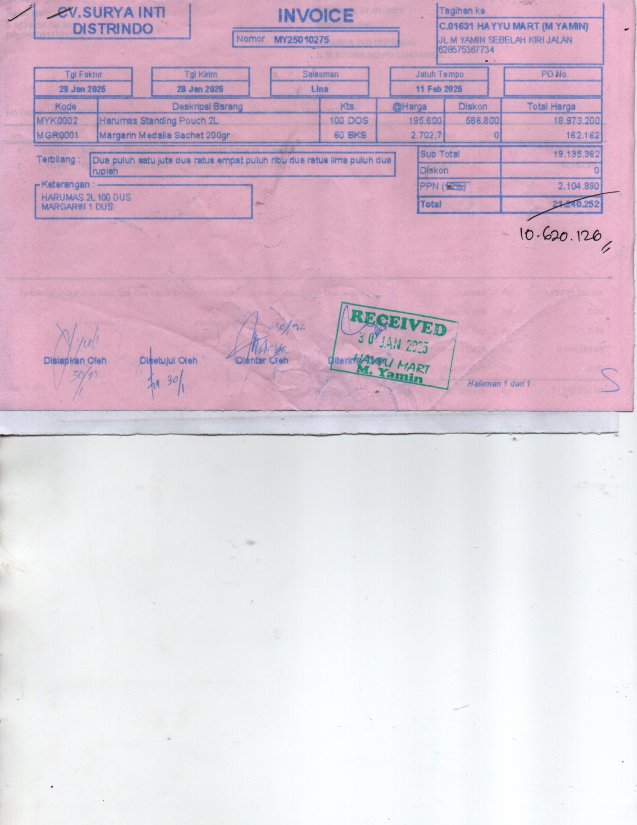 CV.SURYA INTI
DISTRINDO
INVOICE
Nomor MY25010275
Tagihan ke
C.01631 HAYYU MART (M YAMIN)
JL M YAMIN SEBELAH KIRI JALAN
628575367734
Tgl Faktur Tgl Kirim Salesman Jatuh Tempo PO.No
28 Jan 2025 28 Jan 2025 Lina 11 Feb 2025
Kode Deskripsi Barang Kts. @Harga Diskon Total Harga
MYK0002 Harumas Standing Pouch 2L 100 DOS 195.600 586.800 18.973.200
MGR0001 Margarin Medalia Sachet 200gr 60 BKS 2.702,7 0 162.162
Terbilang : Dua puluh satu juta dua ratus empat puluh ribu dua ratus lima puluh dua
rupiah
Sub Total 19.135.362
Diskon 0
PPN 2.104.890
Total 21.240.252
Keterangan :
HARUMAS 2L 100 DUS
MARGARIN 1 DUS
10.620.126
RECEIVED
30 JAN 2025
HAYYU MART
M. Yamin
Disiapkan Oleh Disetujui Oleh Diantar Oleh
30/1
Halaman 1 dari 1